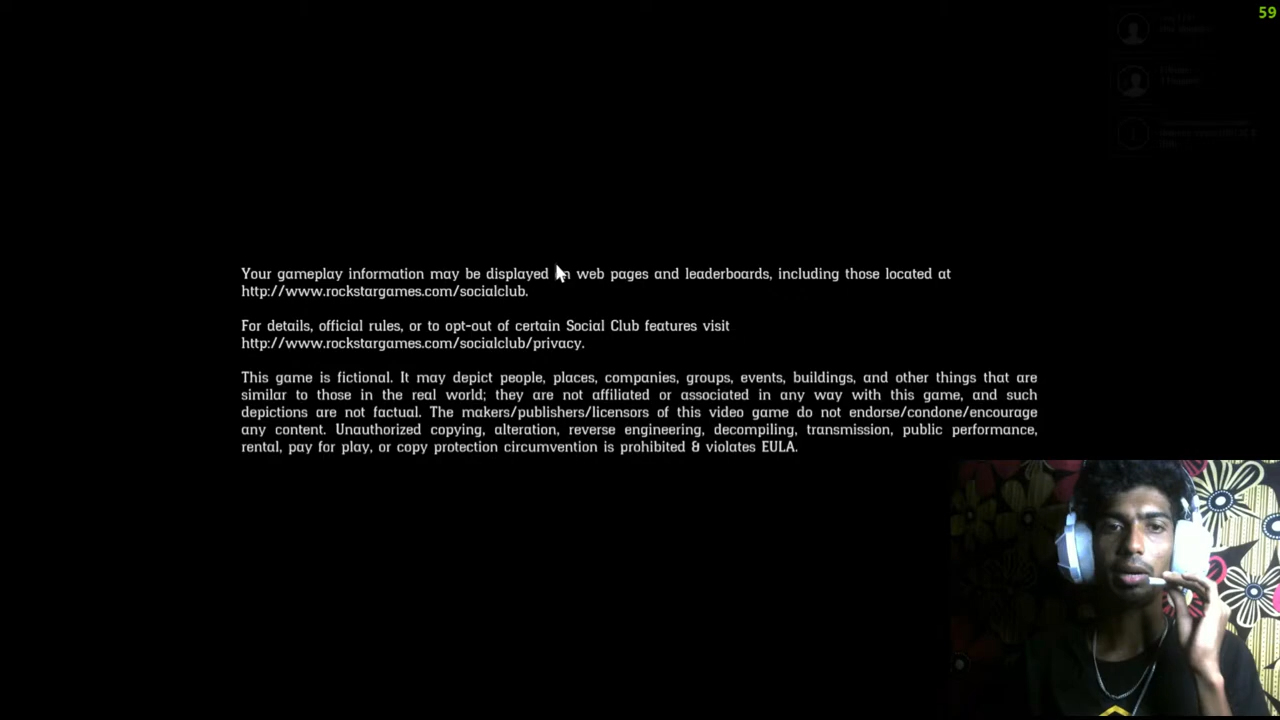 59
Your gameplay information may be displayed web pages and leaderboards, including those located at
http://www.rockstargames.com/socialclub.
For details, official rules, or to opt-out of certain Social Club features visit
http://www.rockstargames.com/socialclub/privacy.
This game is fictional. It may depict people, places, companies, groups, events, buildings, and other things that are
similar to those in the real world; they are not affiliated or associated in any way with this game, and such
depictions are not factual. The makers/publishers/licensors of this video game do not endorse/condone/encourage
any content. Unauthorized copying, alteration, reverse engineering, decompiling, transmission, public performance,
rental, pay for play, or copy protection circumvention is prohibited & violates EULA.